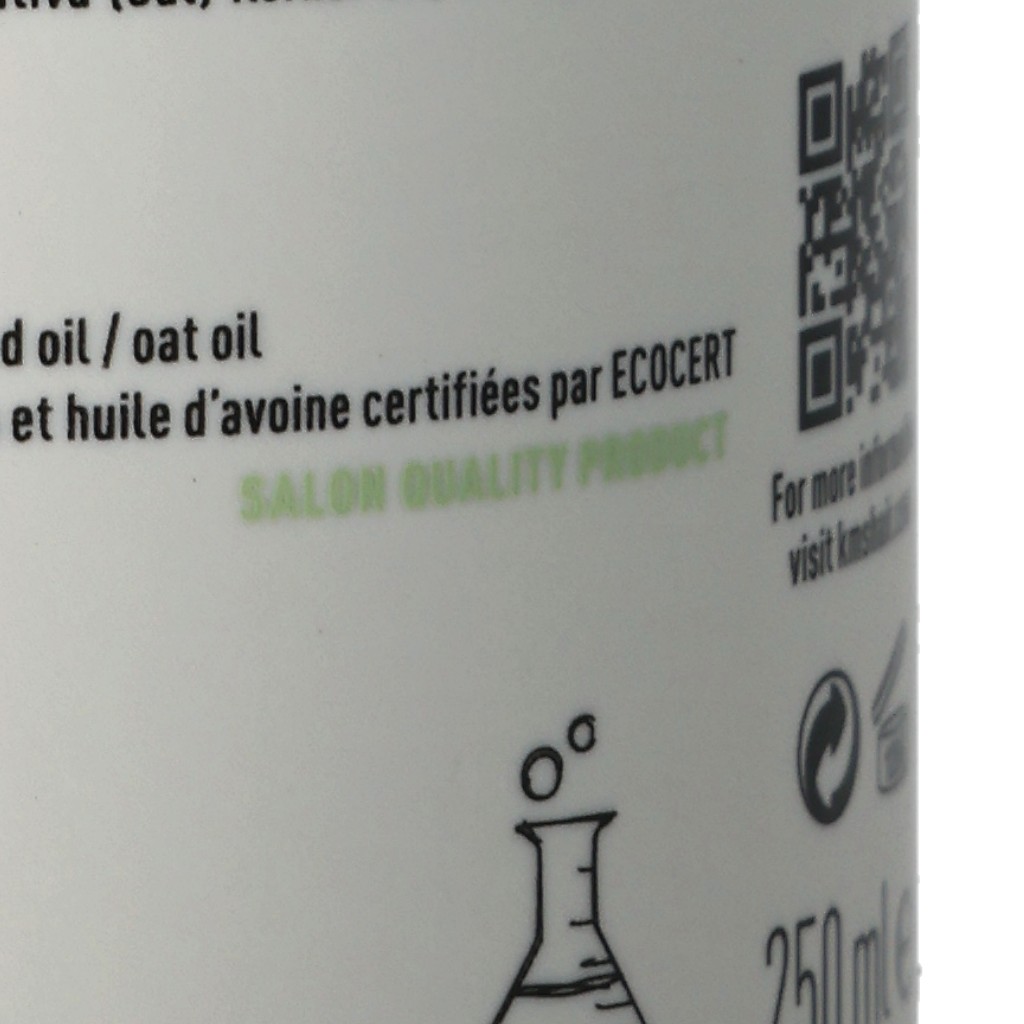 d oil / oat oil
et huile d'avoine certifiées par ECOCERT
SALON QUALITY PRODUCT
For more
visit
250 ml e